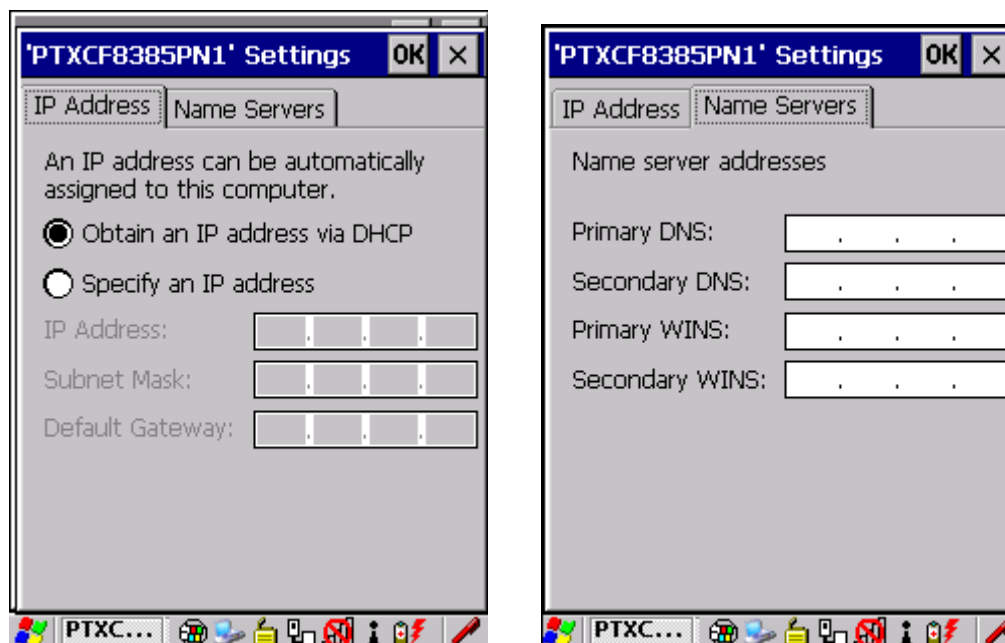 'PTXCF8385PN1' Settings OK ×
IP Address Name Servers
An IP address can be automatically
assigned to this computer.
Obtain an IP address via DHCP
Specify an IP address
IP Address: . . .
Subnet Mask: . . .
Default Gateway: . . .
PTXC...
'PTXCF8385PN1' Settings OK ×
IP Address Name Servers
Name server addresses
Primary DNS: . . .
Secondary DNS: . . .
Primary WINS: . . .
Secondary WINS: . . .
PTXC...